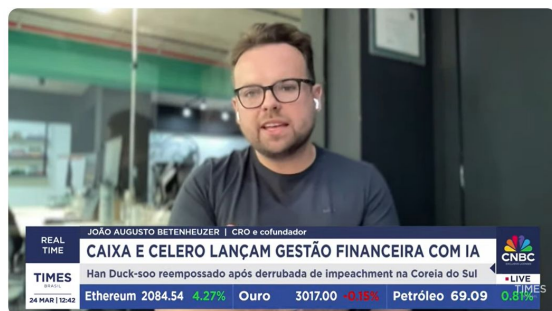 JOÃO AUGUSTO BETENHEUZER | CRO e cofundador
REAL
TIME
CAIXA E CELERO LANÇAM GESTÃO FINANCEIRA COM IA
CNBC
TIMES
BRASIL
Han Duck-soo reempossado após derrubada de impeachment na Coreia do Sul
LIVE
TIMES
24 MAR | 12:42
Ethereum 2084.54 4.27% Ouro 3017.00 -0.15% Petróleo 69.09 0.81%